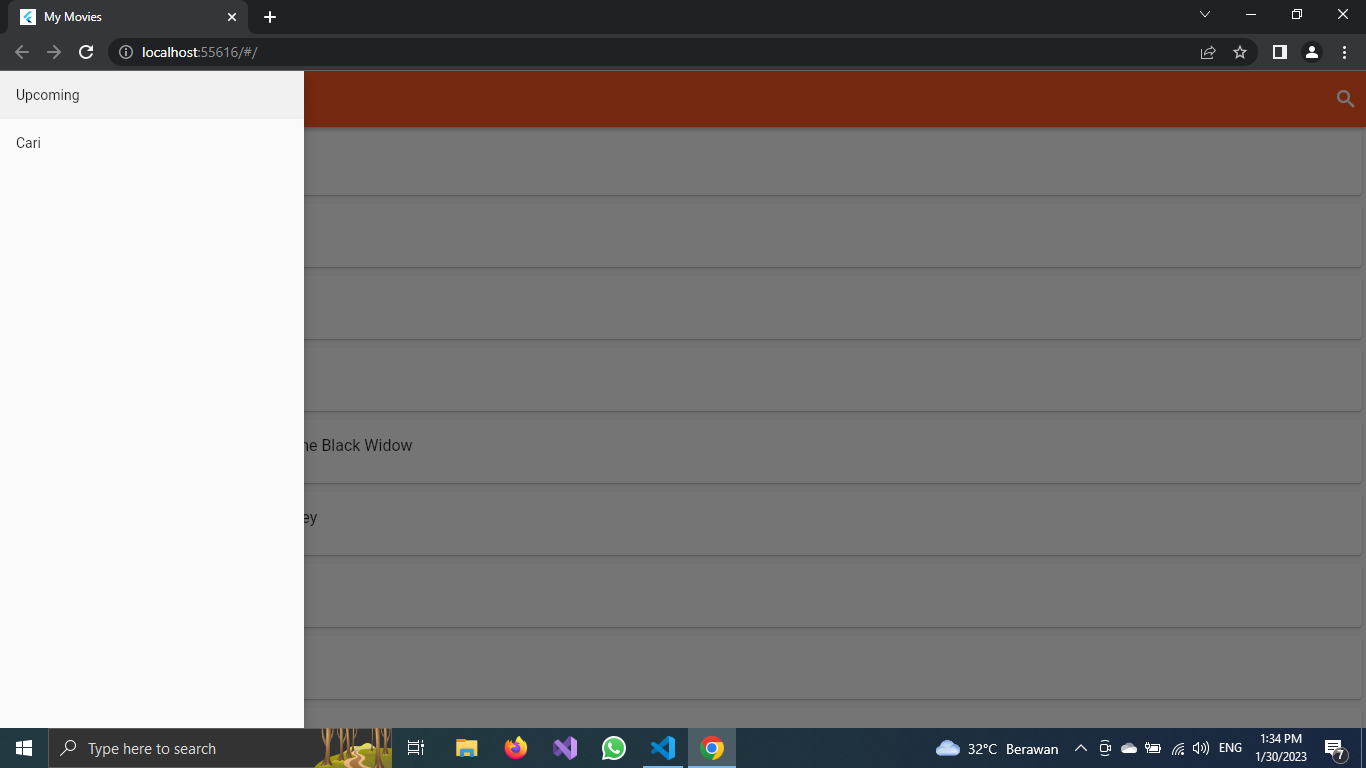 My Movies
localhost:55616/#/
Upcoming
Cari
ne Black Widow
ey
Type here to search
32°C Berawan
ENG
1:34 PM
1/30/2023
7